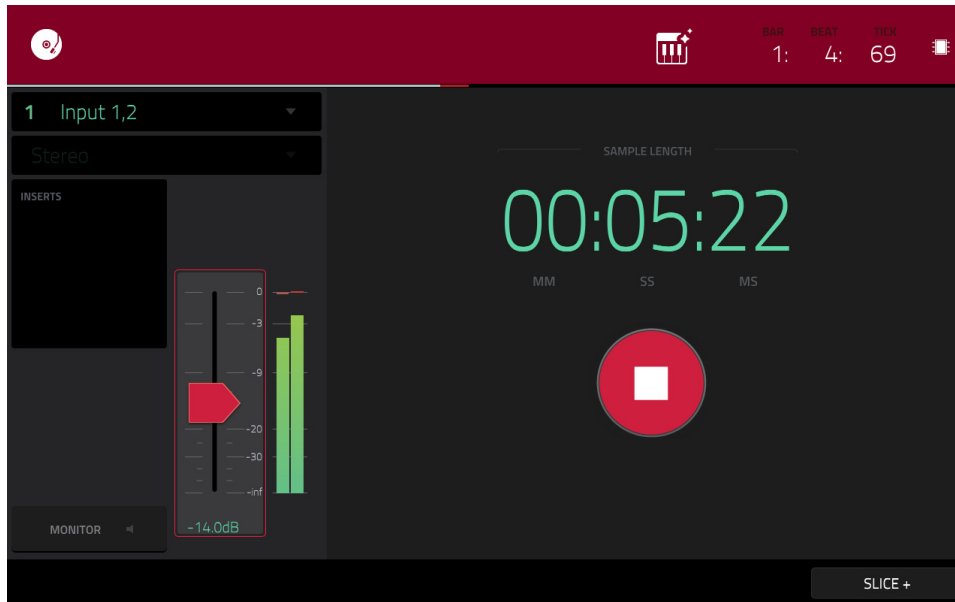 BAR BEAT TICK
1: 4: 69
1 Input 1,2
Stereo
INSERTS
0
-3
-9
-20
-30
-inf
-14.0dB
MONITOR
SAMPLE LENGTH
00:05:22
MM SS MS
SLICE +